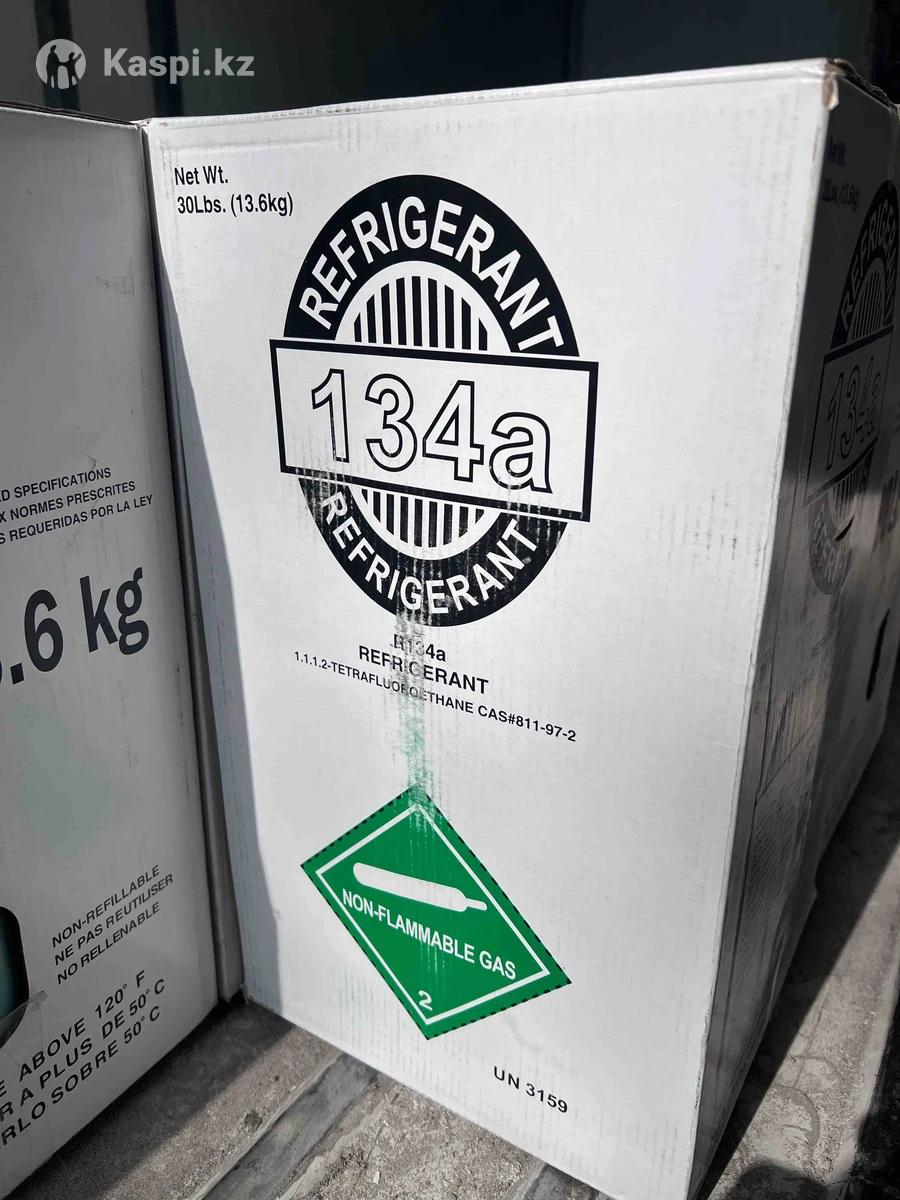 Kaspi.kz
Net Wt.
30Lbs. (13.6kg)
REFRIGERANT
134a
REFRIGERANT
R134a
REFRIGERANT
1.1.1.2-TETRAFLUOROETHANE CAS#811-97-2
NON-FLAMMABLE GAS
2
UN 3159
D SPECIFICATIONS
X NORMES PRESCRITES
S REQUERIDAS POR LA LEY
.6 kg
NON-REFILLABLE
NE PAS REUTILISER
NO RELLENABLE
E ABOVE 120° F
R A PLUS DE 50° C
RLO SOBRE 50° C
REFRIGERANT
134a